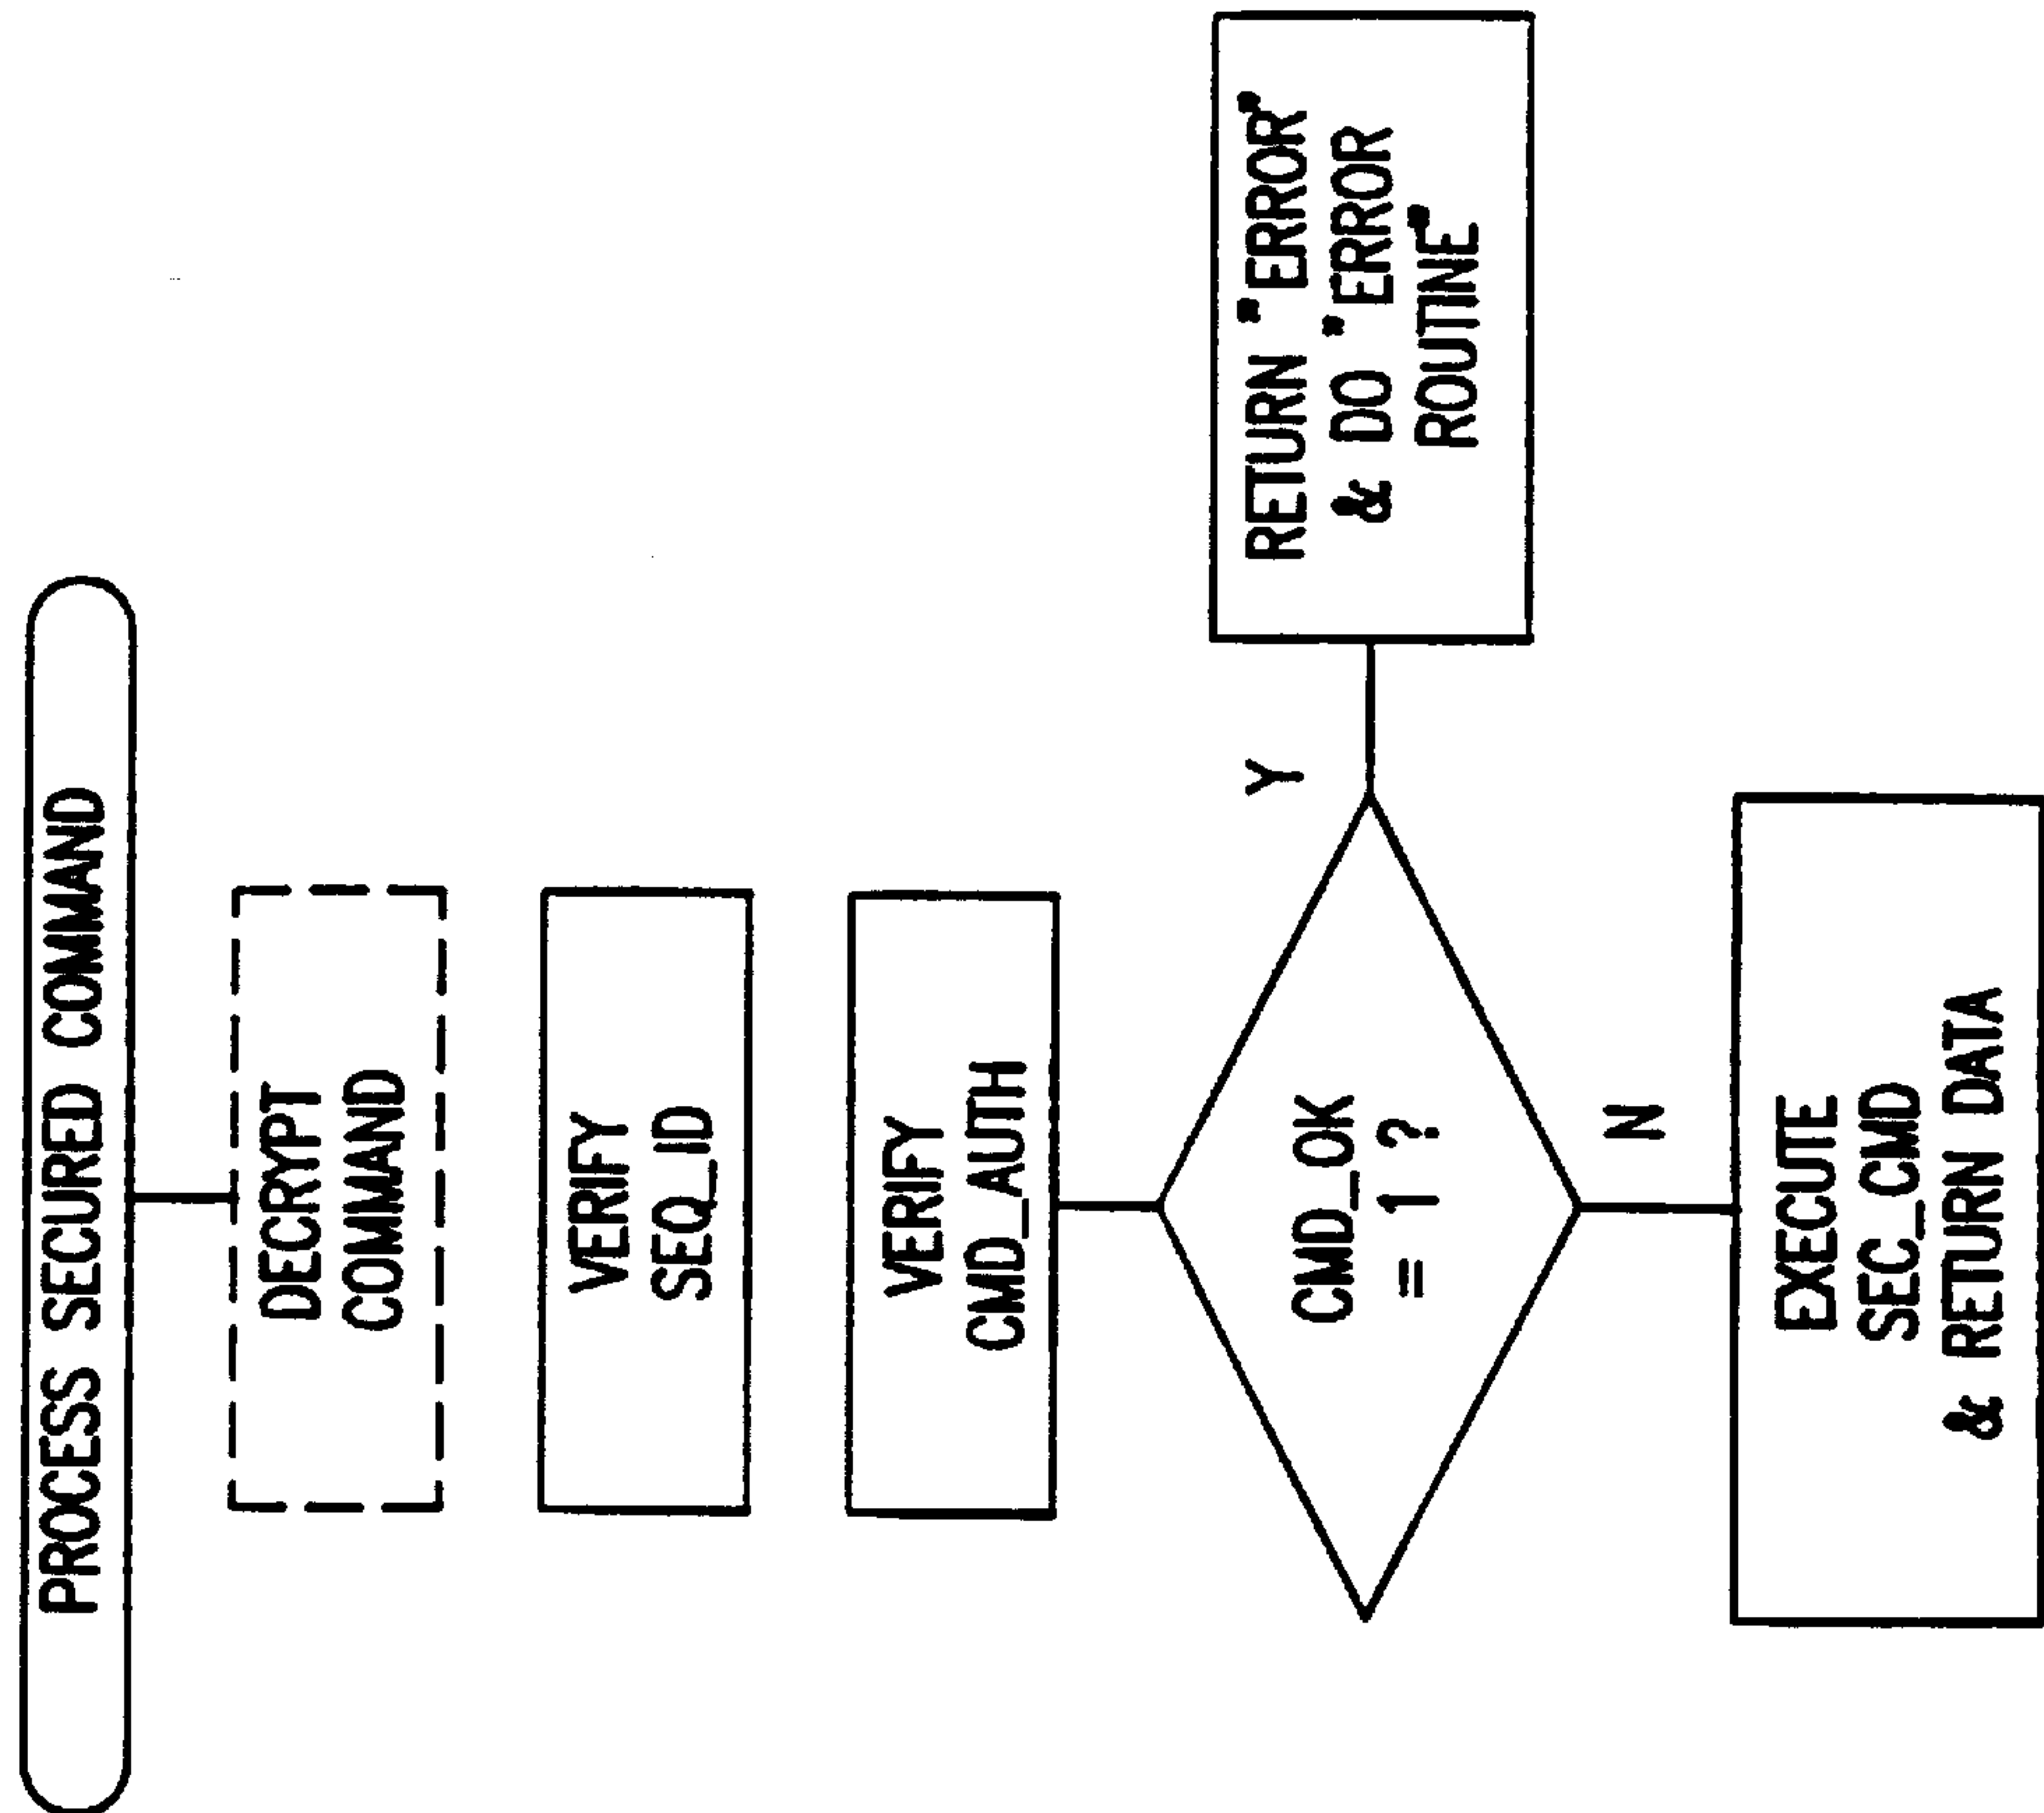 PROCESS SECURED COMMAND
DECRYPT
COMMAND
VERIFY
SEQ_ID
VERIFY
CMD_AUTH
CMD_OK
= 1 ?
Y
RETURN "ERROR"
& DO "ERROR
ROUTINE"
N
EXECUTE
SEC_CMD
& RETURN DATA